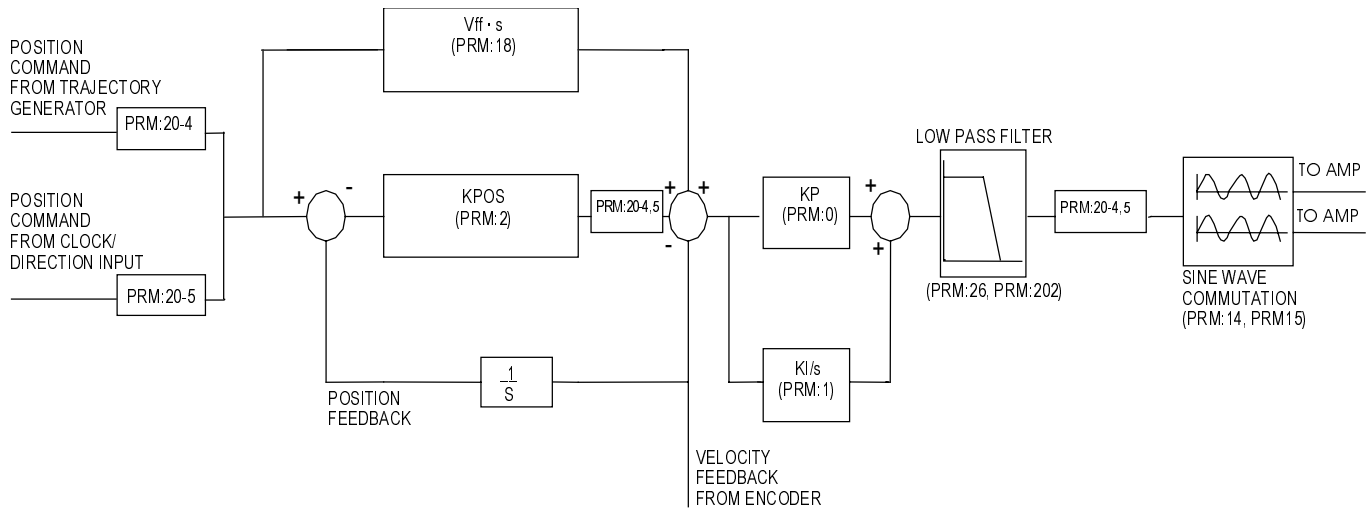 POSITION
COMMAND
FROM TRAJECTORY
GENERATOR
PRM:20-4
POSITION
COMMAND
FROM CLOCK/
DIRECTION INPUT
PRM:20-5
Vff · s
(PRM:18)
+
-
KPOS
(PRM:2)
PRM:20-4,5
+
+
-
1
S
POSITION
FEEDBACK
VELOCITY
FEEDBACK
FROM ENCODER
KP
(PRM:0)
KI/s
(PRM:1)
+
+
LOW PASS FILTER
(PRM:26, PRM:202)
PRM:20-4,5
TO AMP
TO AMP
SINE WAVE
COMMUTATION
(PRM:14, PRM15)